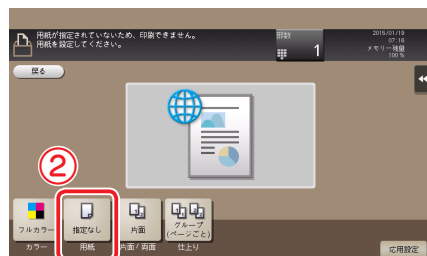 用紙が指定されていないため、印刷できません。
用紙を設定してください。
部数
1
2015/01/19
07:16
メモリー残量
100 %
戻る
②
フルカラー
指定なし
片面
グループ
(ページごと)
カラー
用紙
片面/両面
仕上り
応用設定